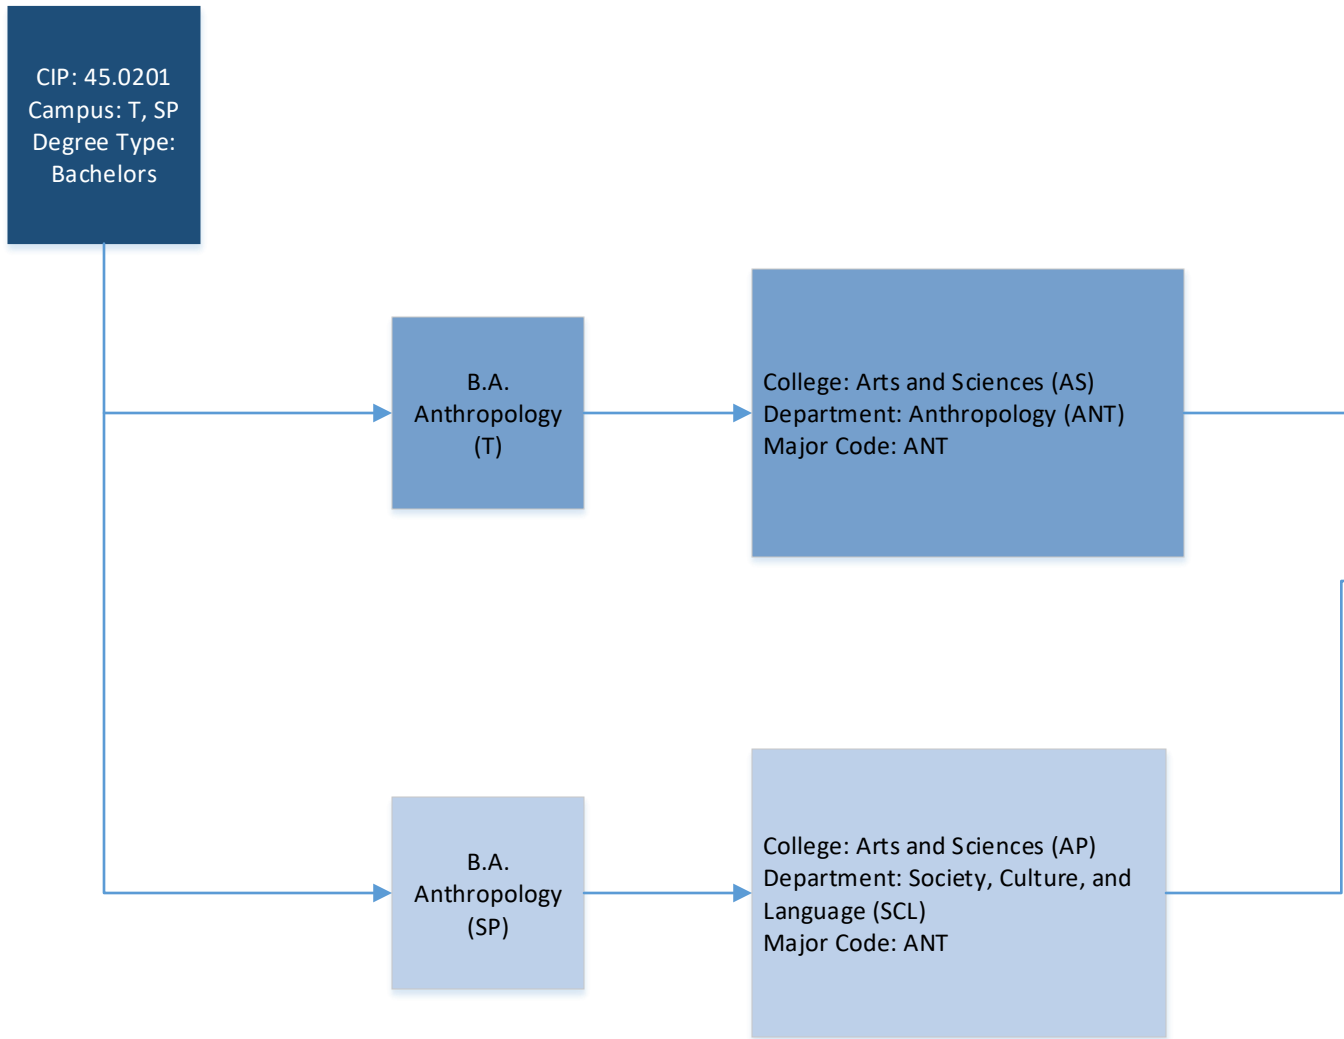 CIP: 45.0201
Campus: T, SP
Degree Type:
Bachelors
B.A.
Anthropology
(T)
College: Arts and Sciences (AS)
Department: Anthropology (ANT)
Major Code: ANT
B.A.
Anthropology
(SP)
College: Arts and Sciences (AP)
Department: Society, Culture, and
Language (SCL)
Major Code: ANT